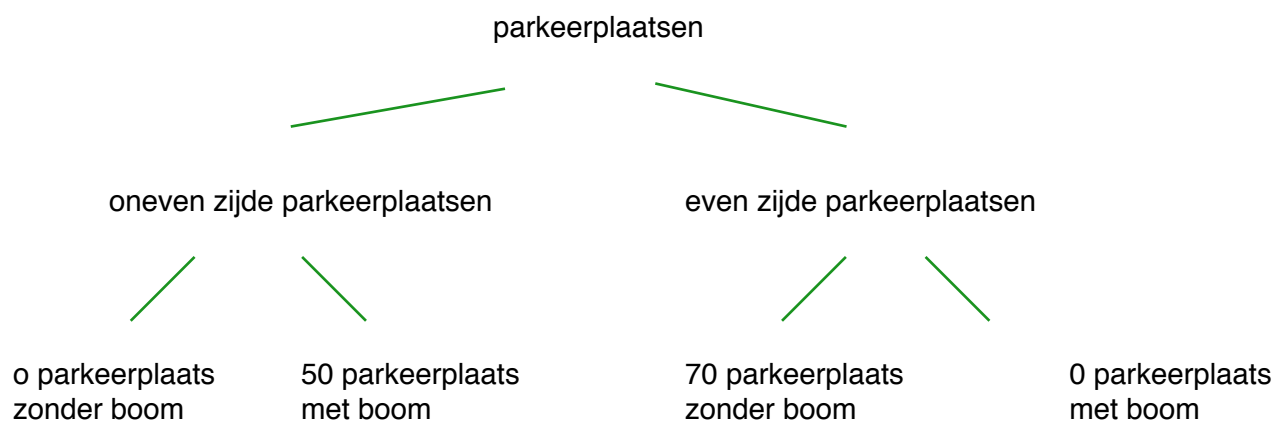 parkeerplaatsen
oneven zijde parkeerplaatsen
even zijde parkeerplaatsen
o parkeerplaats
zonder boom
50 parkeerplaats
met boom
70 parkeerplaats
zonder boom
0 parkeerplaats
met boom